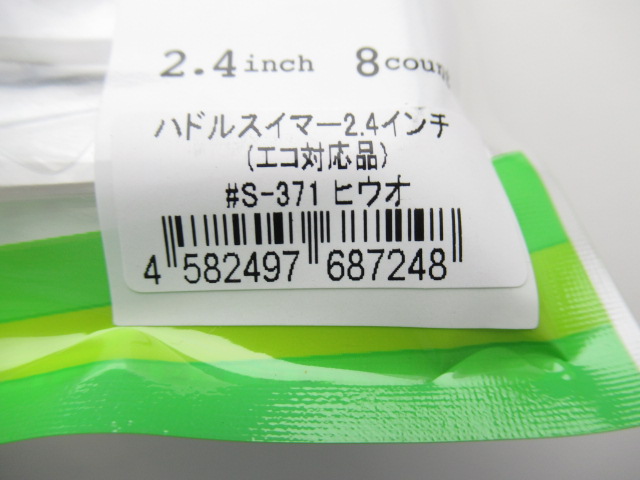 2.4inch 8count
ハドルスイマー2.4インチ
(エコ対応品)
#S-371 ヒウオ
4 582497 687248